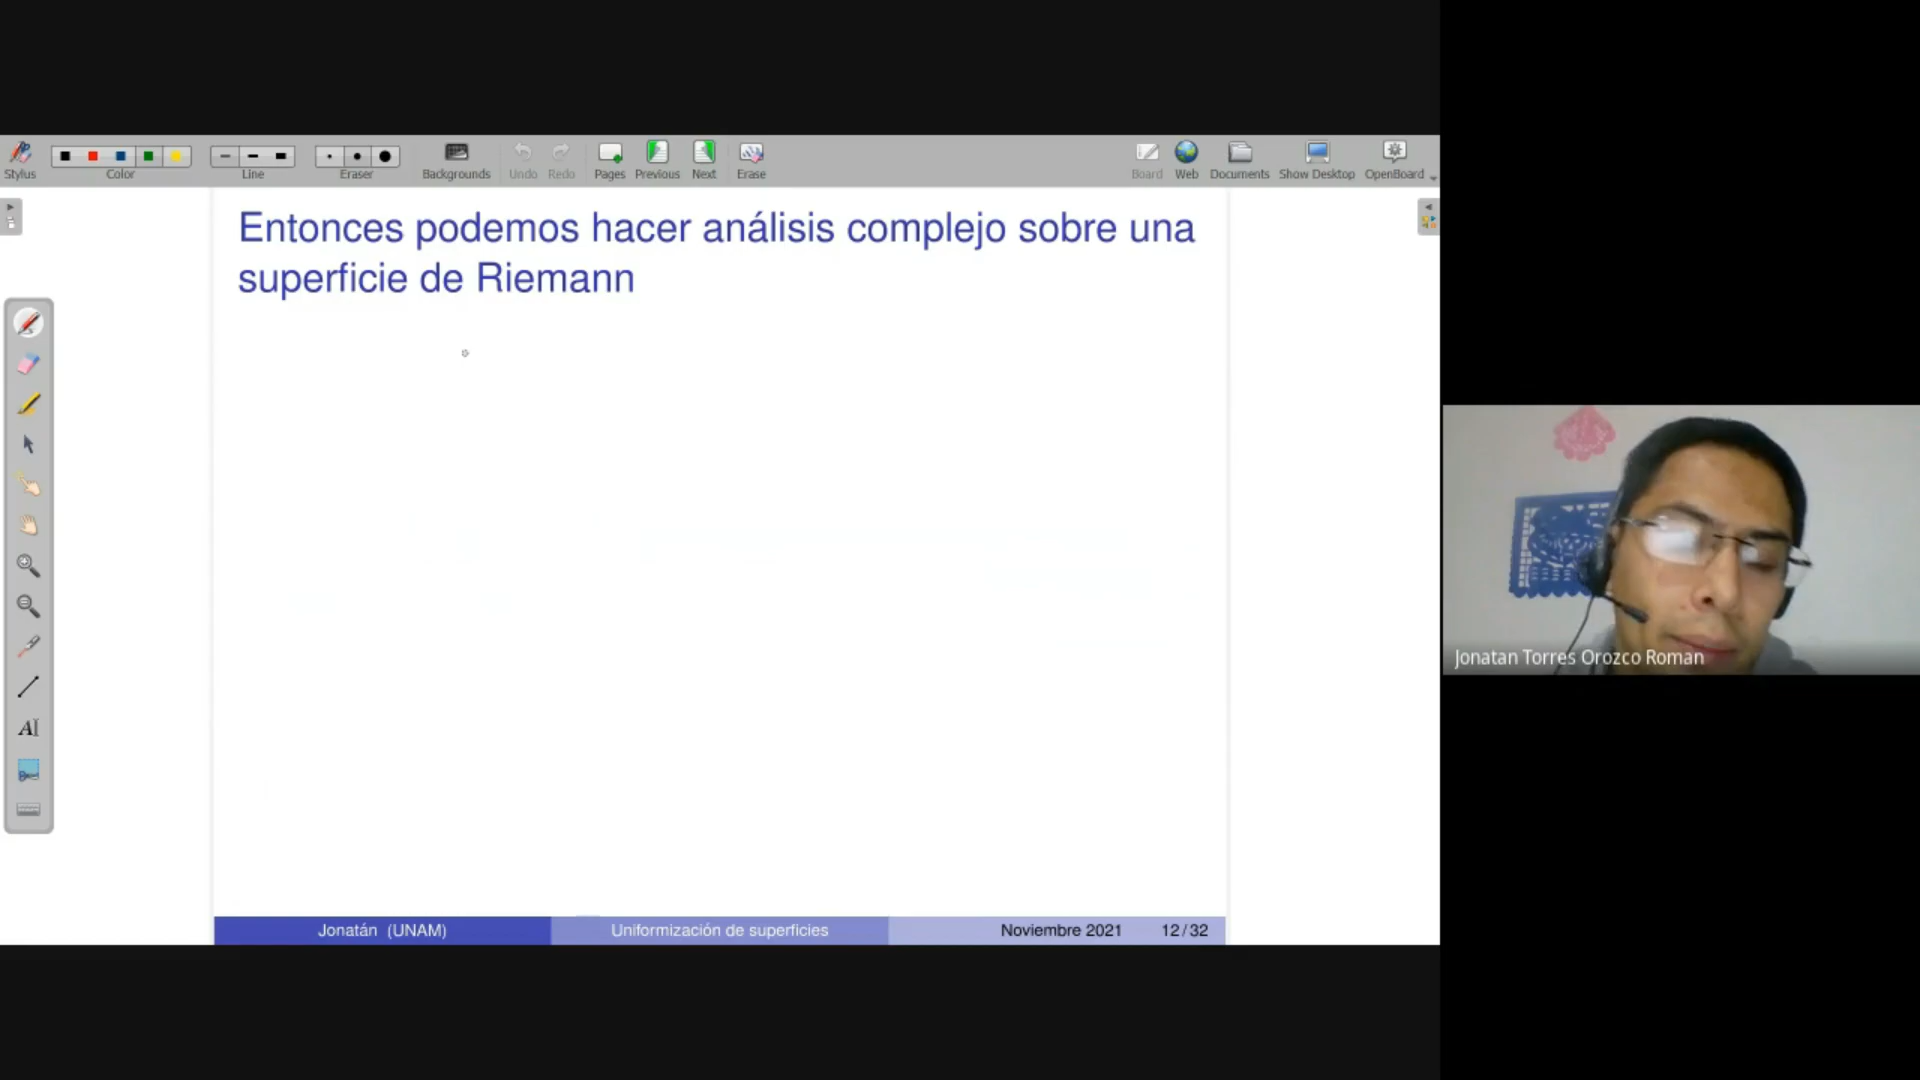 Stylus Color Line Eraser Backgrounds Undo Redo Pages Previous Next Erase Board Web Documents Show Desktop OpenBoard
Entonces podemos hacer análisis complejo sobre una
superficie de Riemann
AI
Jonatan Torres Orozco Roman
Jonatán (UNAM) Uniformización de superficies Noviembre 2021 12/32